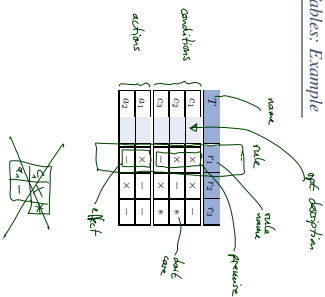 ables: Example
name
rule
rule name
opt description
T r₁ r₂ r₃
conditions
c₁ × × –
c₂ × – *
c₃ – × *
premise
don't care
actions
a₁ × – –
a₂ – × –
effect